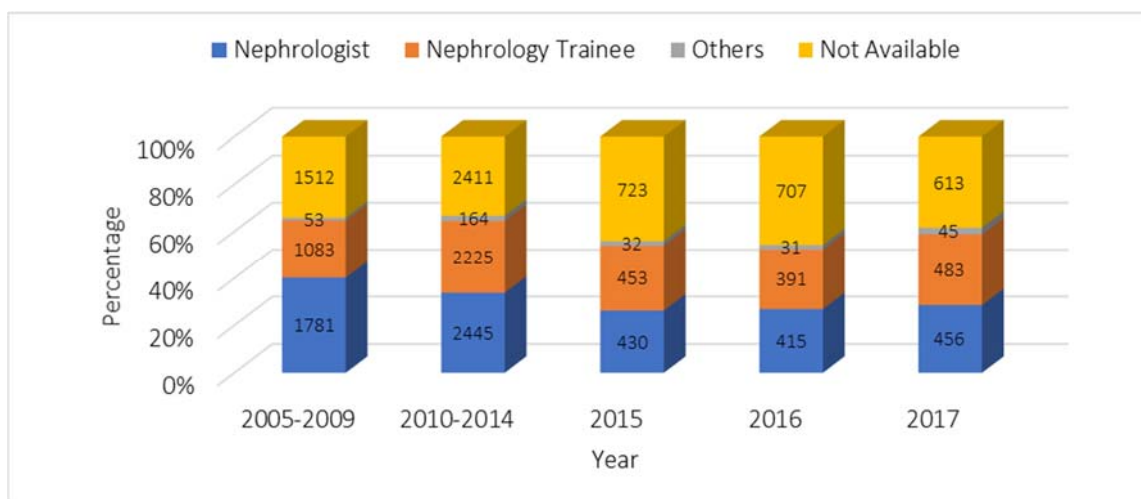 Nephrologist Nephrology Trainee Others Not Available
100%
80%
60%
40%
20%
0%
Percentage
1512 2411 723 707 613
53 164 32 31 45
1083 2225 453 391 483
1781 2445 430 415 456
2005-2009 2010-2014 2015 2016 2017
Year